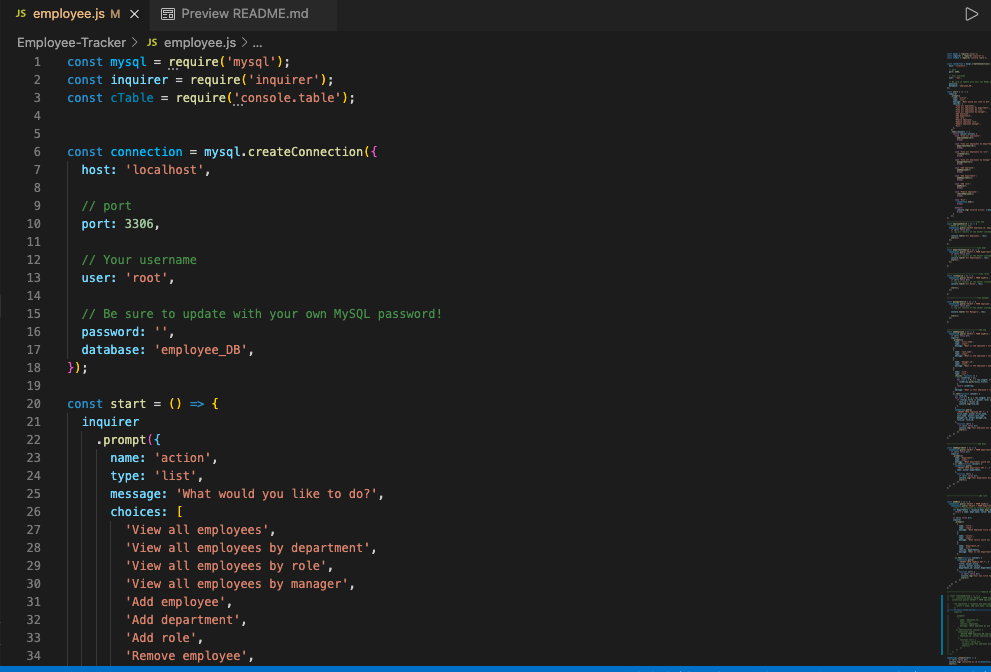 JS employee.js M × Preview README.md
Employee-Tracker > JS employee.js > ...
1 const mysql = require('mysql');
2 const inquirer = require('inquirer');
3 const cTable = require('console.table');
4
5
6 const connection = mysql.createConnection({
7 host: 'localhost',
8
9 // port
10 port: 3306,
11
12 // Your username
13 user: 'root',
14
15 // Be sure to update with your own MySQL password!
16 password: '',
17 database: 'employee_DB',
18 });
19
20 const start = () => {
21 inquirer
22 .prompt({
23 name: 'action',
24 type: 'list',
25 message: 'What would you like to do?',
26 choices: [
27 'View all employees',
28 'View all employees by department',
29 'View all employees by role',
30 'View all employees by manager',
31 'Add employee',
32 'Add department',
33 'Add role',
34 'Remove employee',